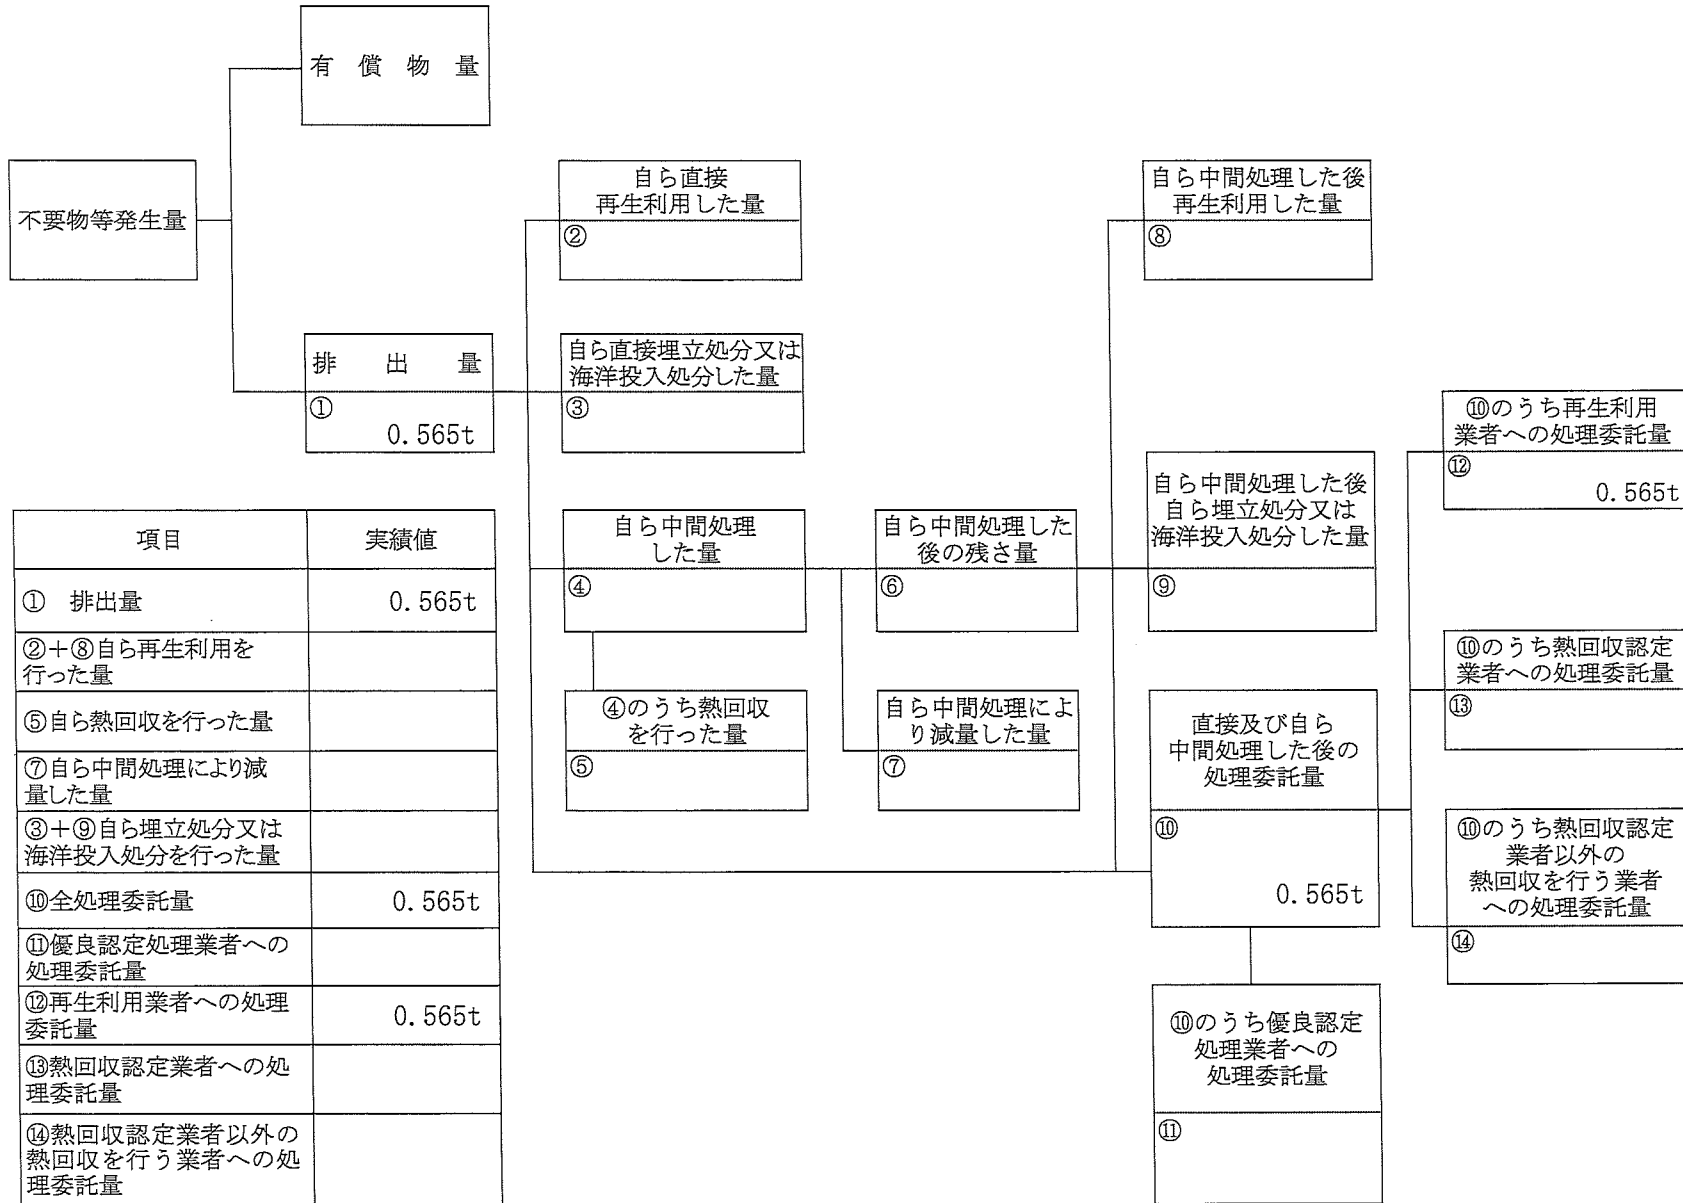 有償物量
不要物等発生量
自ら直接
再生利用した量
②
自ら中間処理した後
再生利用した量
⑧
排出量
①
0.565t
自ら直接埋立処分又は
海洋投入処分した量
③
⑩のうち再生利用
業者への処理委託量
⑫
0.565t
自ら中間処理した後
自ら埋立処分又は
海洋投入処分した量
⑨
自ら中間処理
した量
④
自ら中間処理した
後の残さ量
⑥
④のうち熱回収
を行った量
⑤
自ら中間処理によ
り減量した量
⑦
直接及び自ら
中間処理した後の
処理委託量
⑩
0.565t
⑩のうち熱回収認定
業者への処理委託量
⑬
⑩のうち熱回収認定
業者以外の
熱回収を行う業者
への処理委託量
⑭
⑩のうち優良認定
処理業者への
処理委託量
⑪
項目 実績値
① 排出量 0.565t
②+⑧自ら再生利用を
行った量
⑤自ら熱回収を行った量
⑦自ら中間処理により減
量した量
③+⑨自ら埋立処分又は
海洋投入処分を行った量
⑩全処理委託量 0.565t
⑪優良認定処理業者への
処理委託量
⑫再生利用業者への処理
委託量 0.565t
⑬熱回収認定業者への処
理委託量
⑭熱回収認定業者以外の
熱回収を行う業者への処
理委託量